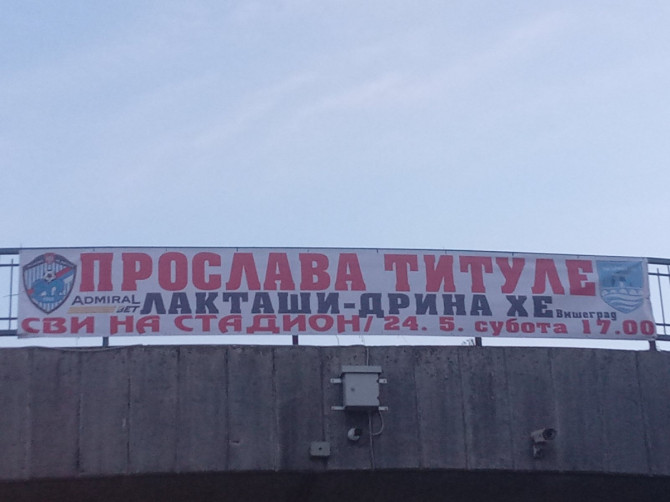 ПРОСЛАВА ТИТУЛЕ
ADMIRAL BET
ЛАКТАШИ-ДРИНА ХЕ Вишеград
СВИ НА СТАДИОН/ 24. 5. субота 17.00